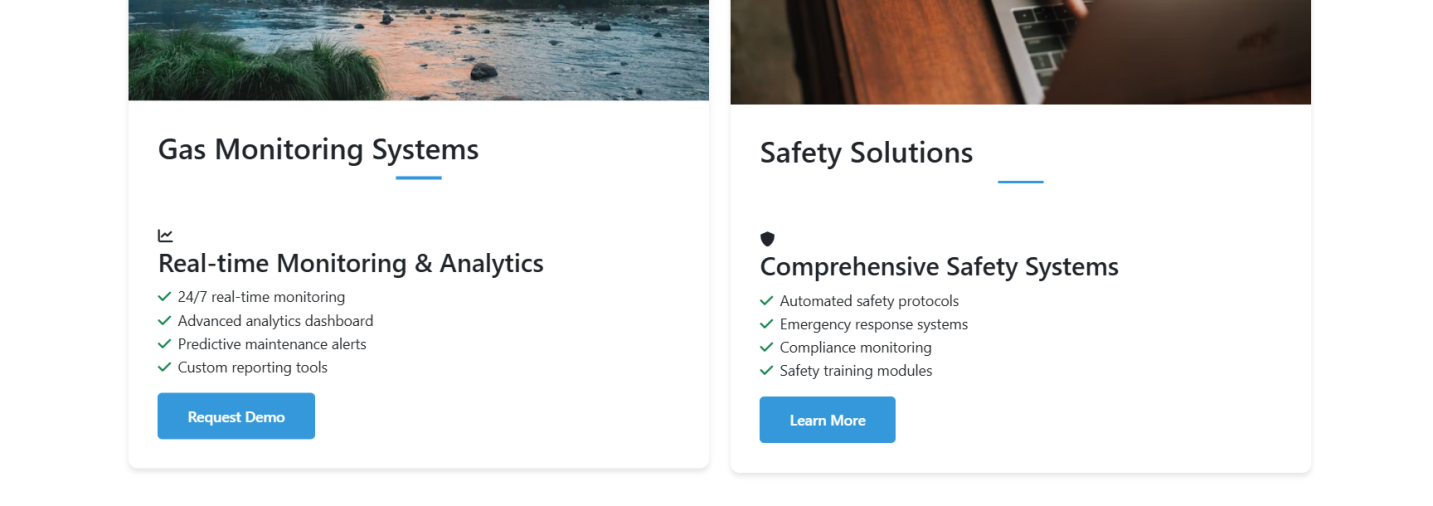 Gas Monitoring Systems
Real-time Monitoring & Analytics
24/7 real-time monitoring
Advanced analytics dashboard
Predictive maintenance alerts
Custom reporting tools
Request Demo
Safety Solutions
Comprehensive Safety Systems
Automated safety protocols
Emergency response systems
Compliance monitoring
Safety training modules
Learn More